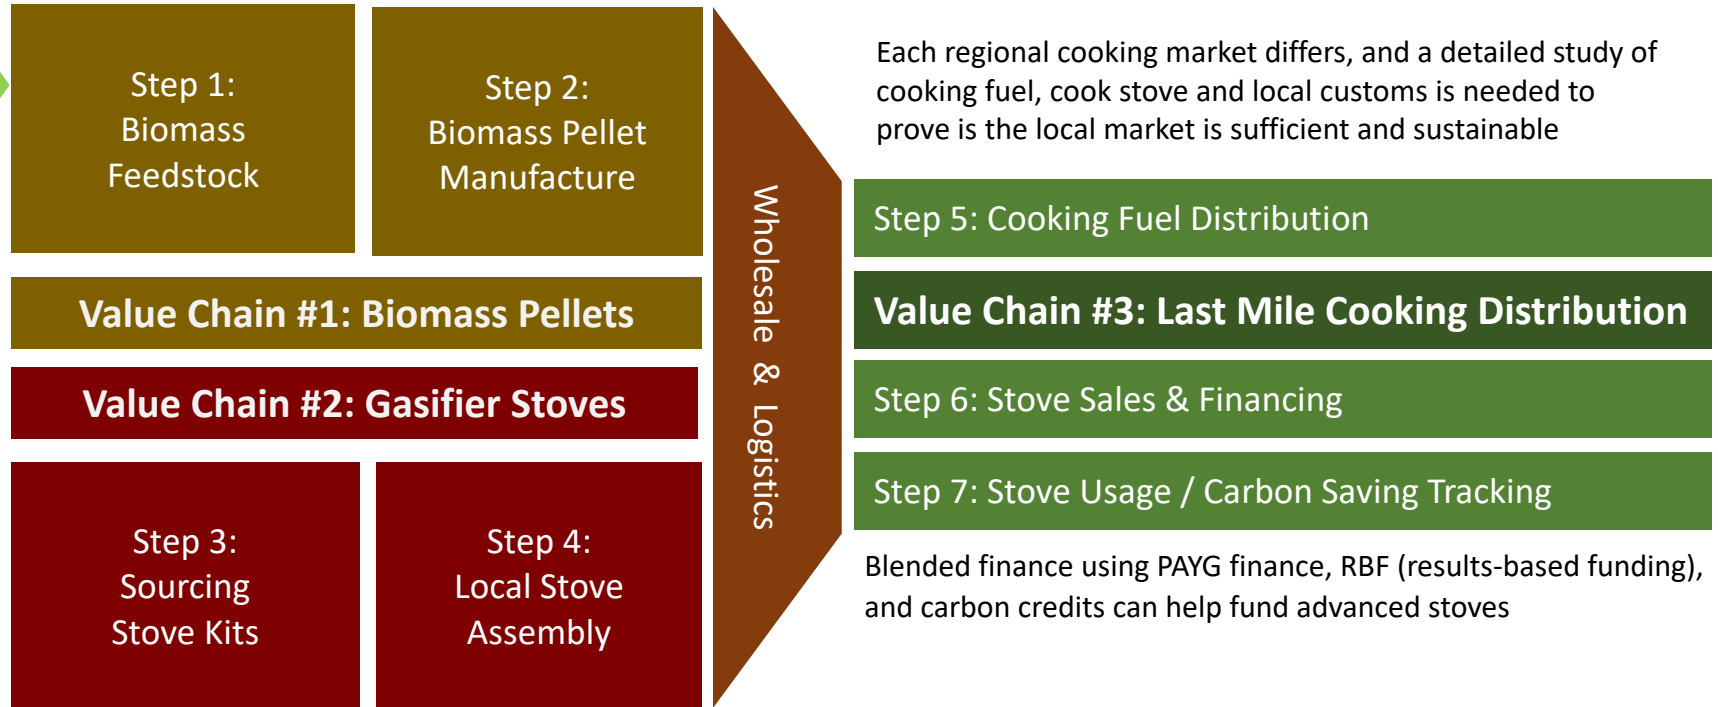 Step 1:
Biomass
Feedstock
Step 2:
Biomass Pellet
Manufacture
Value Chain #1: Biomass Pellets
Value Chain #2: Gasifier Stoves
Step 3:
Sourcing
Stove Kits
Step 4:
Local Stove
Assembly
Wholesale & Logistics
Each regional cooking market differs, and a detailed study of
cooking fuel, cook stove and local customs is needed to
prove is the local market is sufficient and sustainable
Step 5: Cooking Fuel Distribution
Value Chain #3: Last Mile Cooking Distribution
Step 6: Stove Sales & Financing
Step 7: Stove Usage / Carbon Saving Tracking
Blended finance using PAYG finance, RBF (results-based funding),
and carbon credits can help fund advanced stoves